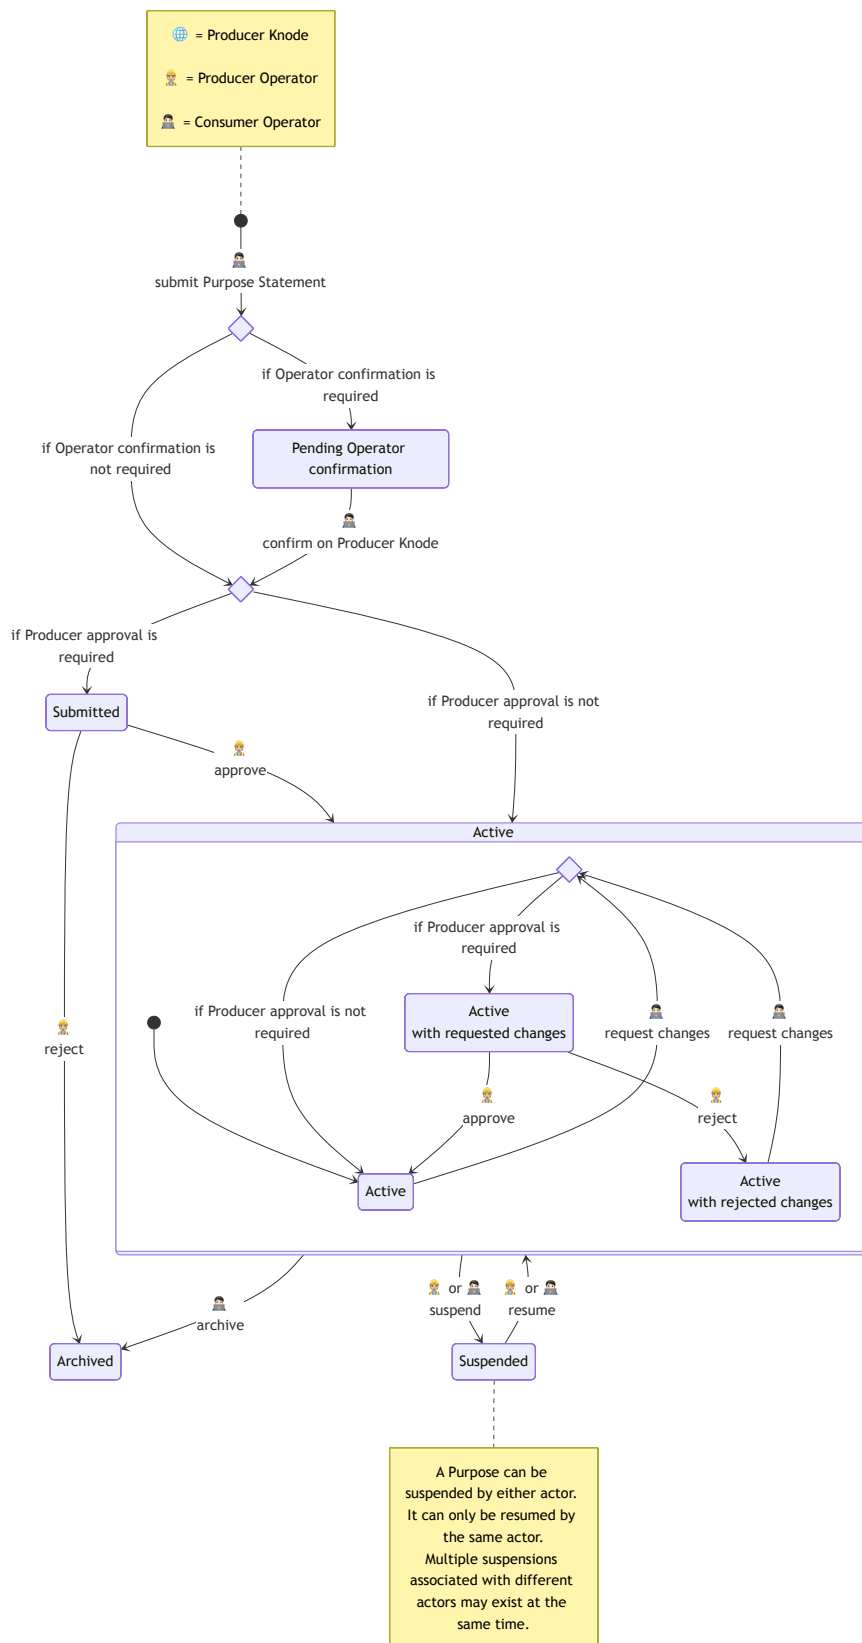 🌐 = Producer Knode
👷🏼 = Producer Operator
👨🏻‍💻 = Consumer Operator
👨🏻‍💻
submit Purpose Statement
if Operator confirmation is
required
Pending Operator
confirmation
if Operator confirmation is
not required
👨🏻‍💻
confirm on Producer Knode
if Producer approval is
required
Submitted
if Producer approval is not
required
👷🏼
approve
Active
if Producer approval is
required
if Producer approval is not
required
Active
with requested changes
👨🏻‍💻
request changes
👨🏻‍💻
request changes
👷🏼
reject
👷🏼
approve
👷🏼
reject
Active
Active
with rejected changes
👨🏻‍💻
archive
👷🏼 or 👨🏻‍💻
suspend
👷🏼 or 👨🏻‍💻
resume
Archived
Suspended
A Purpose can be
suspended by either actor.
It can only be resumed by
the same actor.
Multiple suspensions
associated with different
actors may exist at the
same time.